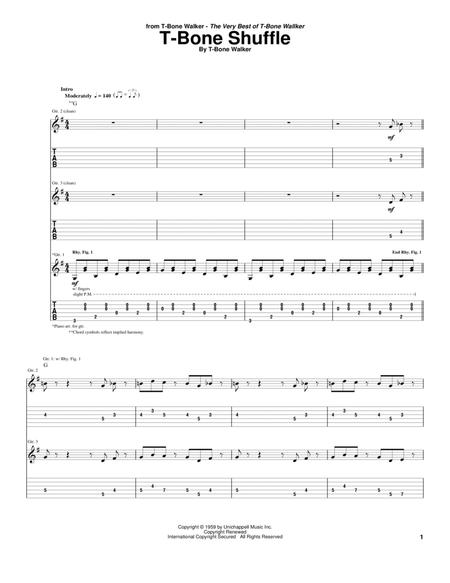 from T-Bone Walker - The Very Best of T-Bone Wallker
T-Bone Shuffle
By T-Bone Walker
Intro
Moderately ♩ = 140
**G
Gtr. 2 (clean)
mf
T
A
B
5 3
Gtr. 3 (clean)
mf
T
A
B
*Gtr. 1
Rhy. Fig. 1
End Rhy. Fig. 1
mf
w/ fingers
slight P.M.
T
A
B
*Piano arr. for gtr.
**Chord symbols reflect implied harmony.
Gtr. 1: w/ Rhy. Fig. 1
G
Gtr. 2
Gtr. 3
Copyright © 1959 by Unichappell Music Inc.
Copyright Renewed
International Copyright Secured All Rights Reserved
1